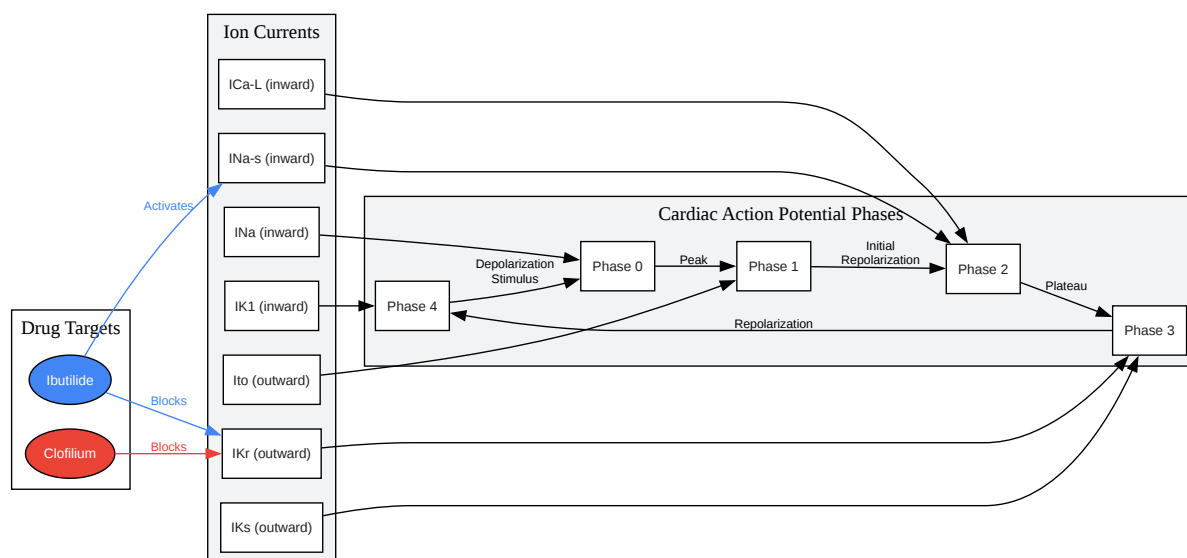 Ion Currents
ICa-L (inward)
INa-s (inward)
Activates
INa (inward)
IK1 (inward)
Ito (outward)
IKr (outward)
IKs (outward)
Drug Targets
Ibutilide
Clofilium
Blocks
Blocks
Cardiac Action Potential Phases
Phase 4
Depolarization
Stimulus
Phase 0
Peak
Phase 1
Initial
Repolarization
Phase 2
Plateau
Phase 3
Repolarization